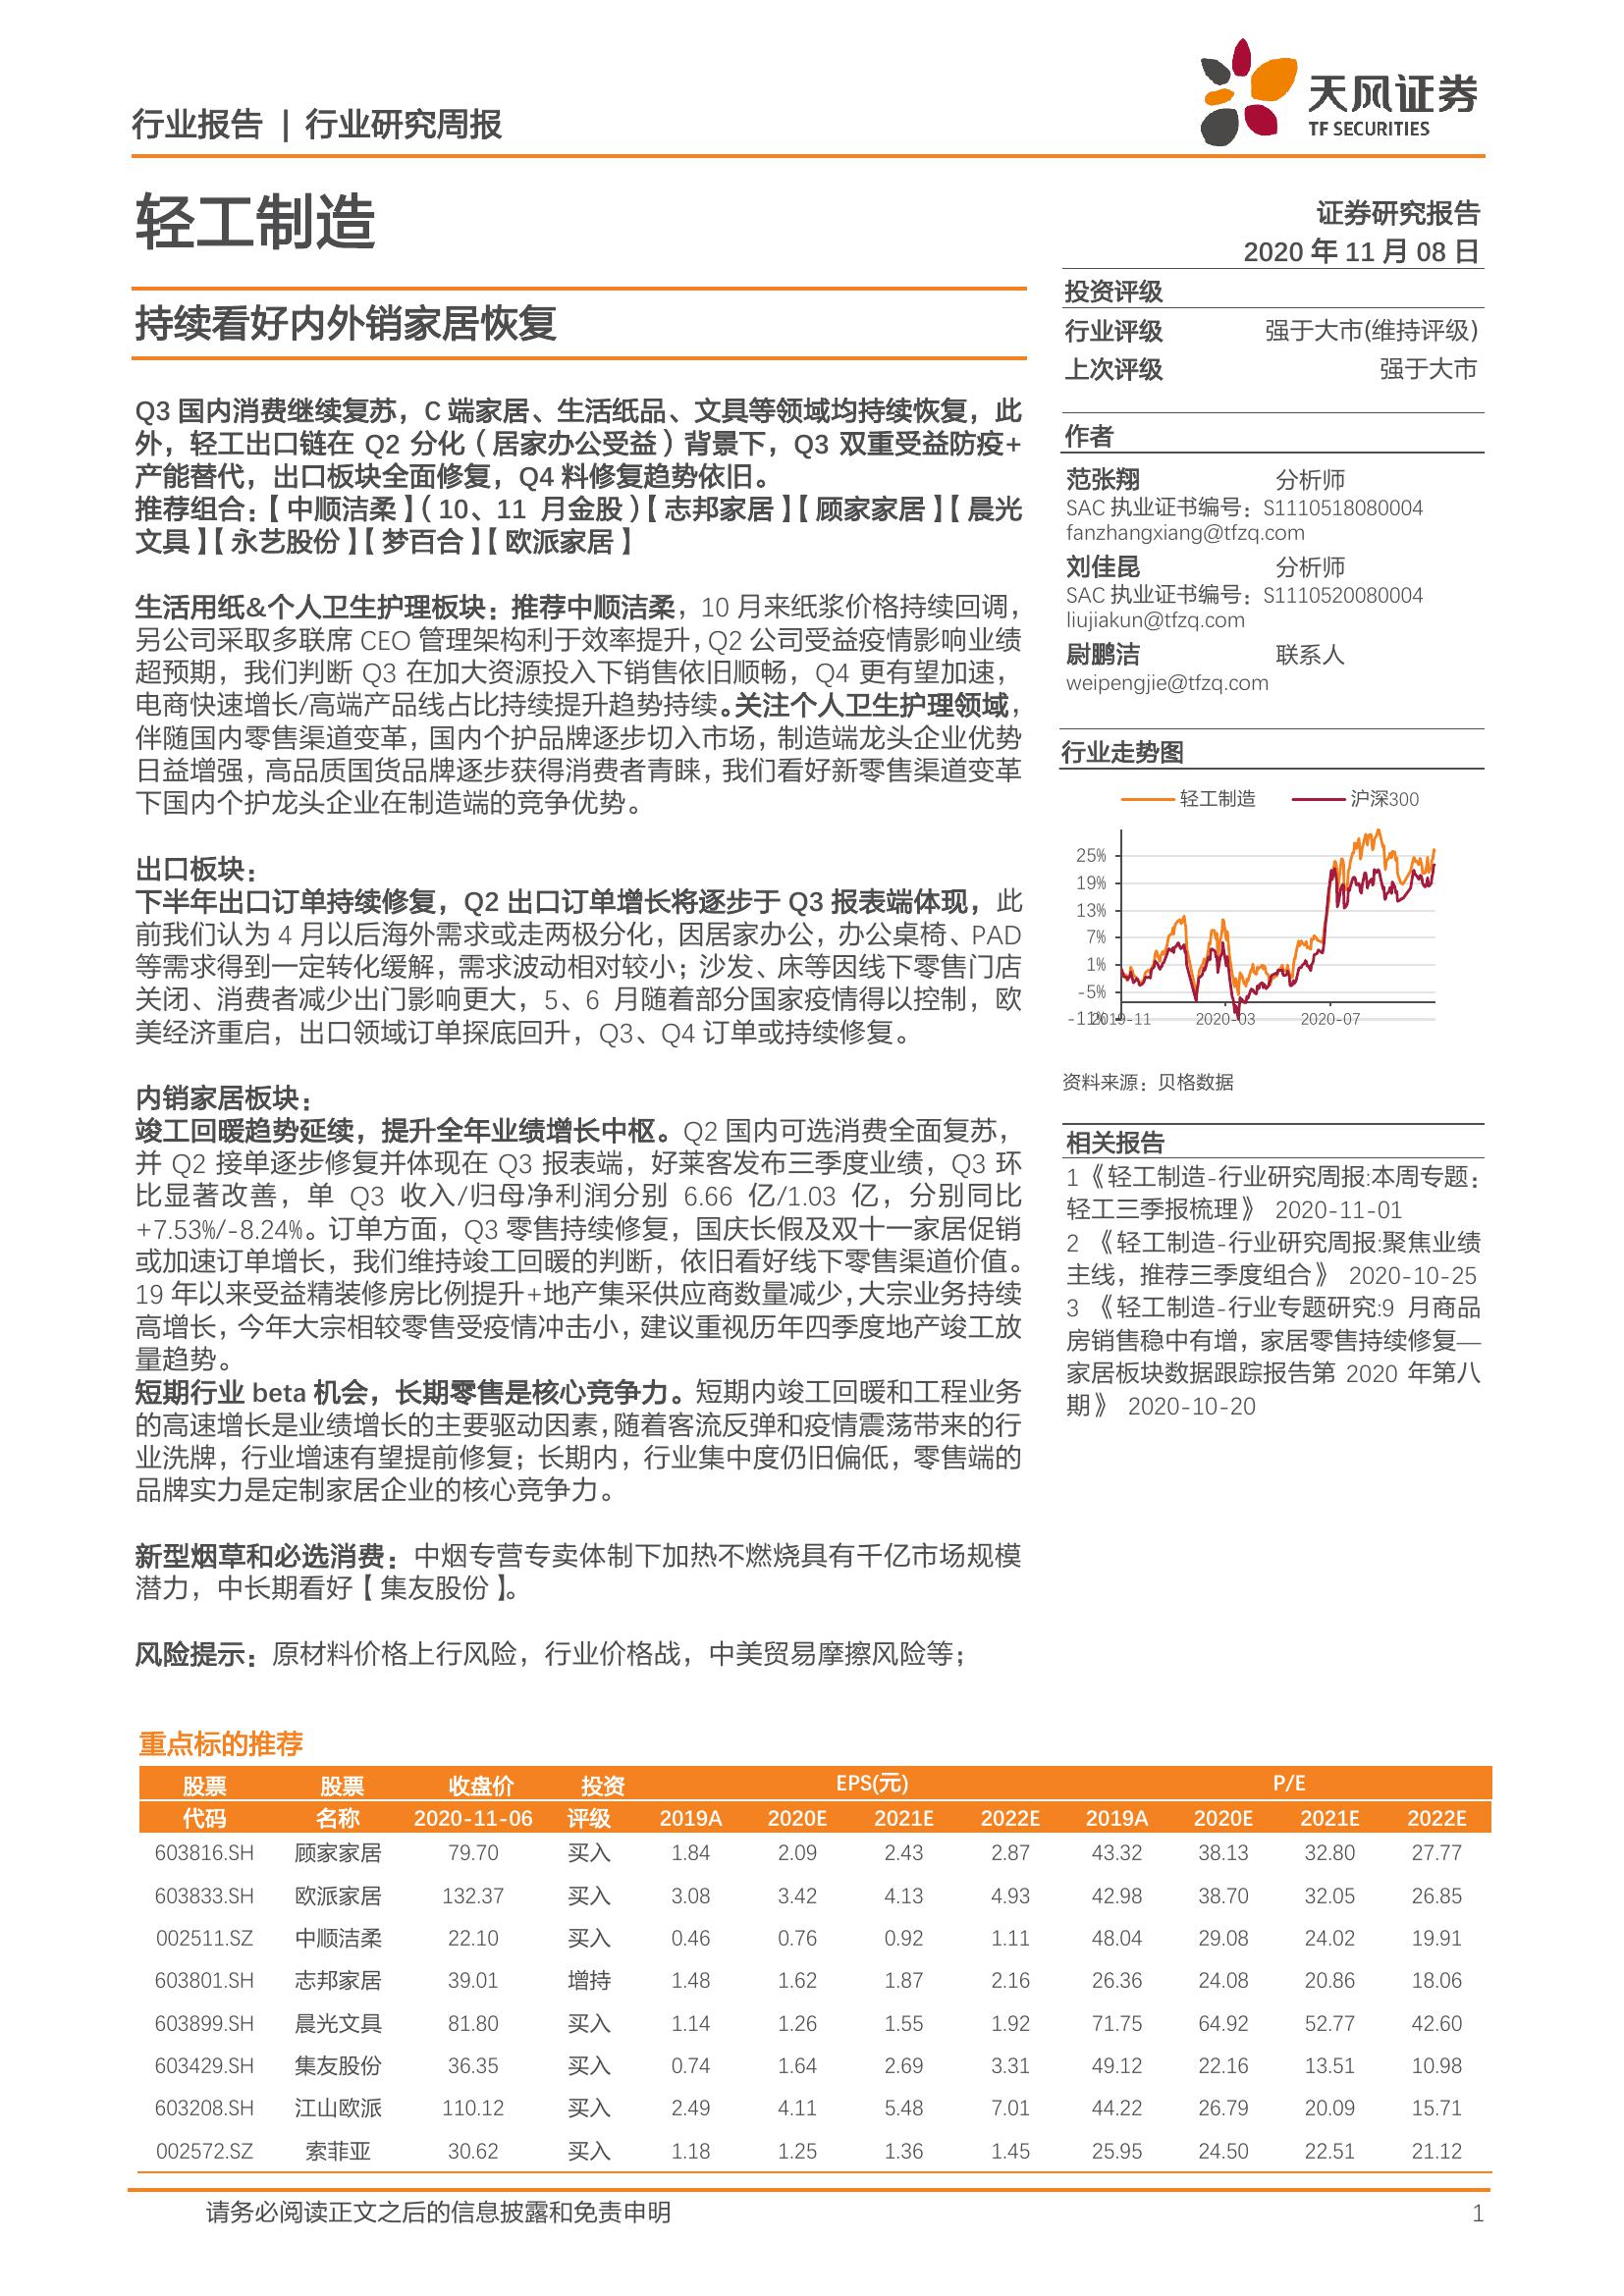 行业报告 | 行业研究周报
天风证券
TF SECURITIES
轻工制造
证券研究报告
2020 年 11 月 08 日
持续看好内外销家居恢复
Q3 国内消费继续复苏，C 端家居、生活纸品、文具等领域均持续恢复，此
外，轻工出口链在 Q2 分化（居家办公受益）背景下，Q3 双重受益防疫+
产能替代，出口板块全面修复，Q4 料修复趋势依旧。
推荐组合：【中顺洁柔】（10、11 月金股）【志邦家居】【顾家家居】【晨光
文具】【永艺股份】【梦百合】【欧派家居】
生活用纸&个人卫生护理板块：推荐中顺洁柔，10 月来纸浆价格持续回调，
另公司采取多联席 CEO 管理架构利于效率提升，Q2 公司受益疫情影响业绩
超预期，我们判断 Q3 在加大资源投入下销售依旧顺畅，Q4 更有望加速，
电商快速增长/高端产品线占比持续提升趋势持续。关注个人卫生护理领域，
伴随国内零售渠道变革，国内个护品牌逐步切入市场，制造端龙头企业优势
日益增强，高品质国货品牌逐步获得消费者青睐，我们看好新零售渠道变革
下国内个护龙头企业在制造端的竞争优势。
出口板块：
下半年出口订单持续修复，Q2 出口订单增长将逐步于 Q3 报表端体现，此
前我们认为 4 月以后海外需求或走两极分化，因居家办公，办公桌椅、PAD
等需求得到一定转化缓解，需求波动相对较小；沙发、床等因线下零售门店
关闭、消费者减少出门影响更大，5、6 月随着部分国家疫情得以控制，欧
美经济重启，出口领域订单探底回升，Q3、Q4 订单或持续修复。
内销家居板块：
竣工回暖趋势延续，提升全年业绩增长中枢。Q2 国内可选消费全面复苏，
并 Q2 接单逐步修复并体现在 Q3 报表端，好莱客发布三季度业绩，Q3 环
比显著改善，单 Q3 收入/归母净利润分别 6.66 亿/1.03 亿，分别同比
+7.53%/-8.24%。订单方面，Q3 零售持续修复，国庆长假及双十一家居促销
或加速订单增长，我们维持竣工回暖的判断，依旧看好线下零售渠道价值。
19 年以来受益精装修房比例提升+地产集采供应商数量减少，大宗业务持续
高增长，今年大宗相较零售受疫情冲击小，建议重视历年四季度地产竣工放
量趋势。
短期行业 beta 机会，长期零售是核心竞争力。短期内竣工回暖和工程业务
的高速增长是业绩增长的主要驱动因素，随着客流反弹和疫情震荡带来的行
业洗牌，行业增速有望提前修复；长期内，行业集中度仍旧偏低，零售端的
品牌实力是定制家居企业的核心竞争力。
新型烟草和必选消费：中烟专营专卖体制下加热不燃烧具有千亿市场规模
潜力，中长期看好【集友股份】。
风险提示：原材料价格上行风险，行业价格战，中美贸易摩擦风险等；
投资评级
行业评级 强于大市(维持评级)
上次评级 强于大市
作者
范张翔 分析师
SAC 执业证书编号：S1110518080004
fanzhangxiang@tfzq.com
刘佳昆 分析师
SAC 执业证书编号：S1110520080004
liujiakun@tfzq.com
尉鹏洁 联系人
weipengjie@tfzq.com
行业走势图
轻工制造 沪深300
25%
19%
13%
7%
1%
-5%
-11%
2019-11 2020-03 2020-07
资料来源：贝格数据
相关报告
1 《轻工制造-行业研究周报:本周专题：
轻工三季报梳理》 2020-11-01
2 《轻工制造-行业研究周报:聚焦业绩
主线，推荐三季度组合》 2020-10-25
3 《轻工制造-行业专题研究:9 月商品
房销售稳中有增，家居零售持续修复—
家居板块数据跟踪报告第 2020 年第八
期》 2020-10-20
重点标的推荐
股票 股票 收盘价 投资 EPS(元) P/E
代码 名称 2020-11-06 评级 2019A 2020E 2021E 2022E 2019A 2020E 2021E 2022E
603816.SH 顾家家居 79.70 买入 1.84 2.09 2.43 2.87 43.32 38.13 32.80 27.77
603833.SH 欧派家居 132.37 买入 3.08 3.42 4.13 4.93 42.98 38.70 32.05 26.85
002511.SZ 中顺洁柔 22.10 买入 0.46 0.76 0.92 1.11 48.04 29.08 24.02 19.91
603801.SH 志邦家居 39.01 增持 1.48 1.62 1.87 2.16 26.36 24.08 20.86 18.06
603899.SH 晨光文具 81.80 买入 1.14 1.26 1.55 1.92 71.75 64.92 52.77 42.60
603429.SH 集友股份 36.35 买入 0.74 1.64 2.69 3.31 49.12 22.16 13.51 10.98
603208.SH 江山欧派 110.12 买入 2.49 4.11 5.48 7.01 44.22 26.79 20.09 15.71
002572.SZ 索菲亚 30.62 买入 1.18 1.25 1.36 1.45 25.95 24.50 22.51 21.12
请务必阅读正文之后的信息披露和免责申明 1